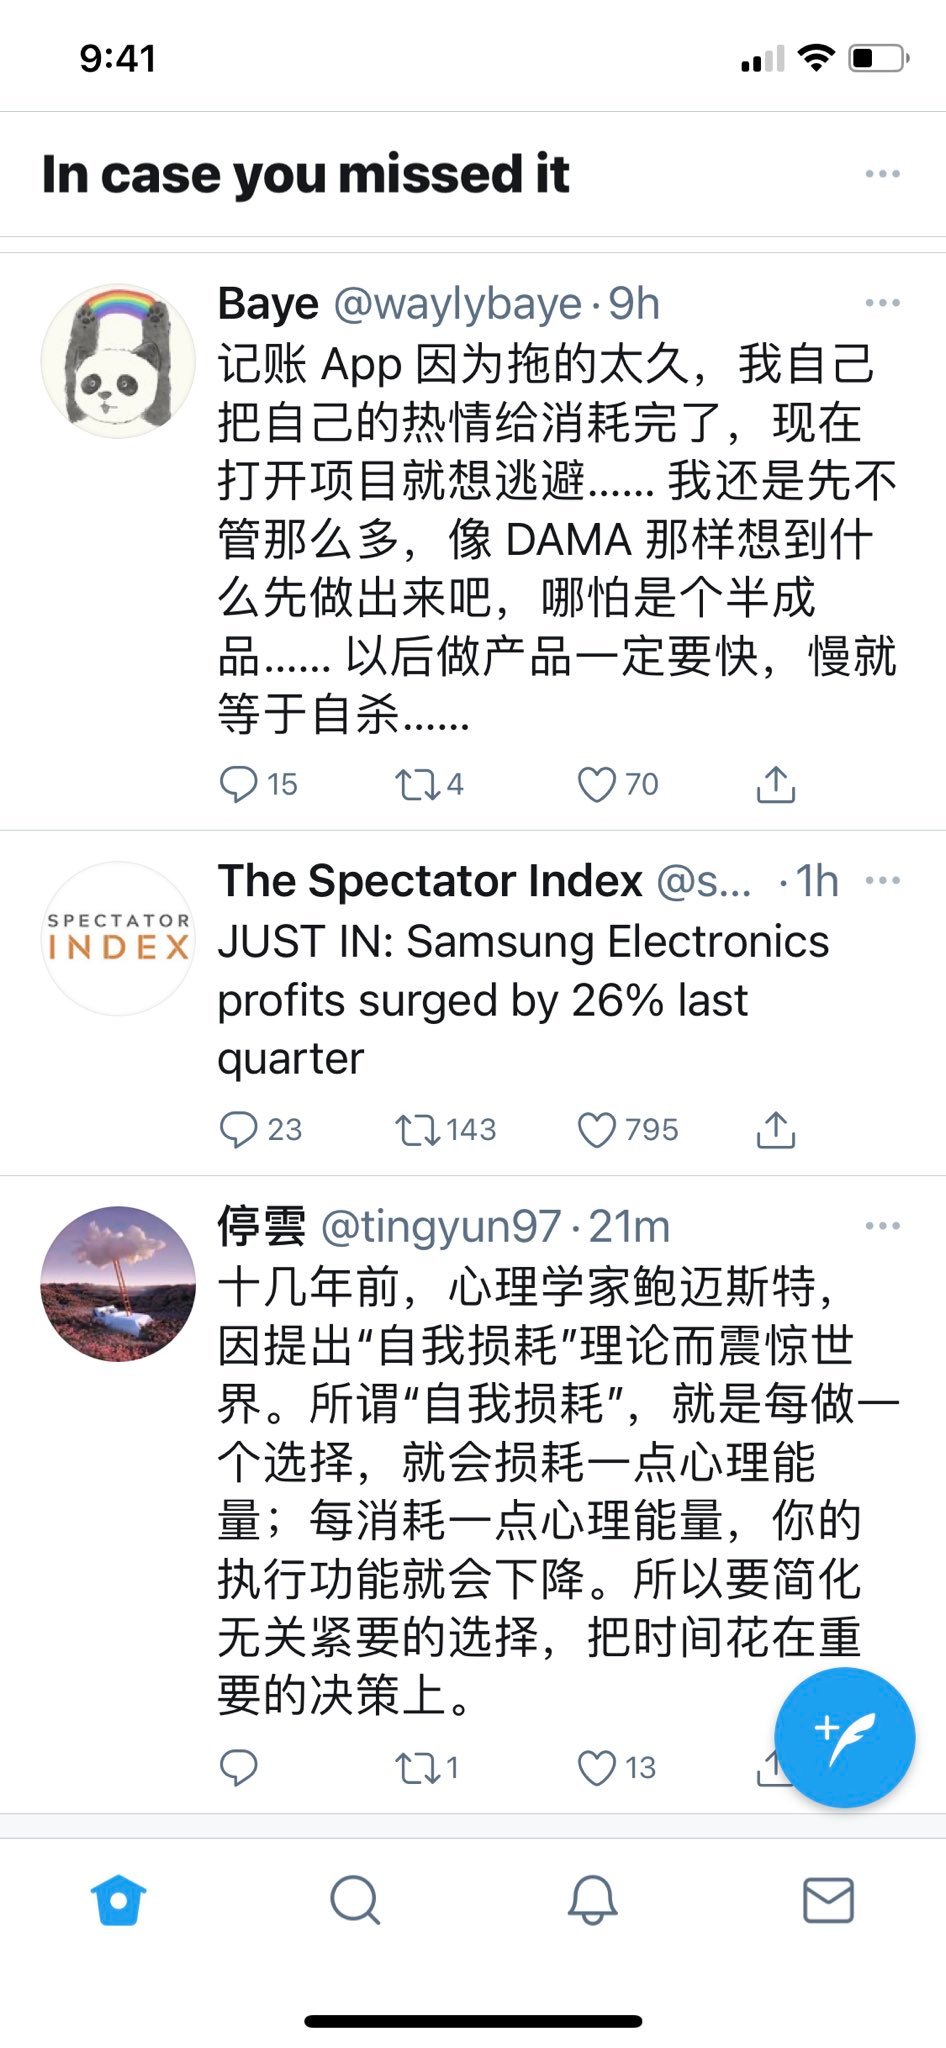 9:41
In case you missed it
Baye @waylybaye · 9h
记账 App 因为拖的太久，我自己
把自己的热情给消耗完了，现在
打开项目就想逃避…… 我还是先不
管那么多，像 DAMA 那样想到什
么先做出来吧，哪怕是个半成
品…… 以后做产品一定要快，慢就
等于自杀……
15 4 70
SPECTATOR
INDEX
The Spectator Index @s... · 1h
JUST IN: Samsung Electronics
profits surged by 26% last
quarter
23 143 795
停雲 @tingyun97 · 21m
十几年前，心理学家鲍迈斯特，
因提出“自我损耗”理论而震惊世
界。所谓“自我损耗”，就是每做一
个选择，就会损耗一点心理能
量；每消耗一点心理能量，你的
执行功能就会下降。所以要简化
无关紧要的选择，把时间花在重
要的决策上。
1 13